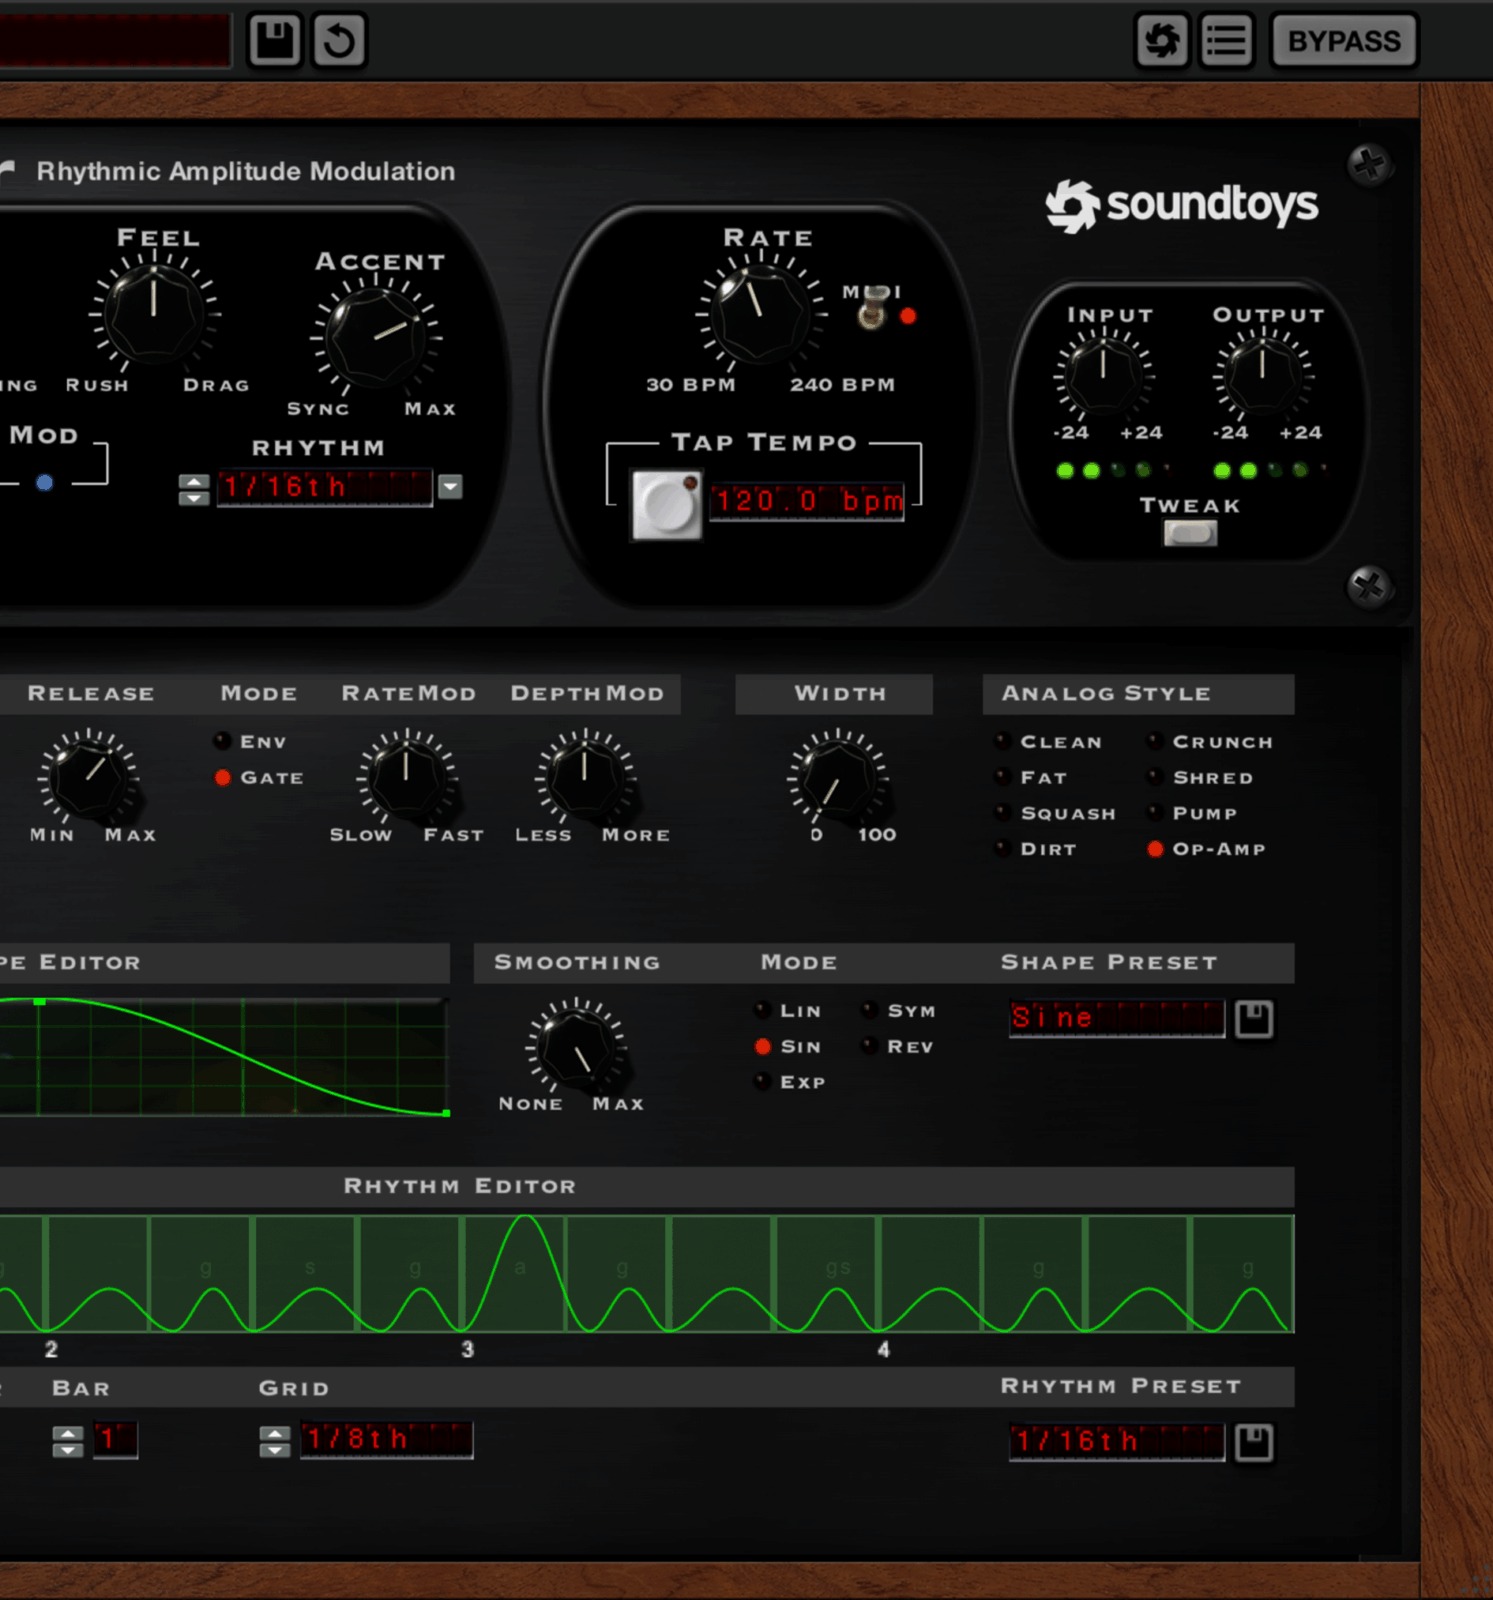 BYPASS
Rhythmic Amplitude Modulation
soundtoys
FEEL
ACCENT
RUSH DRAG
SYNC MAX
MOD
RHYTHM
1/16th
RATE
MIDI
30 BPM 240 BPM
TAP TEMPO
120.0 bpm
INPUT OUTPUT
-24 +24 -24 +24
TWEAK
RELEASE MODE RATEMOD DEPTHMOD WIDTH ANALOG STYLE
ENV
GATE
MIN MAX
SLOW FAST
LESS MORE
0 100
CLEAN CRUNCH
FAT SHRED
SQUASH PUMP
DIRT OP-AMP
PE EDITOR
SMOOTHING MODE SHAPE PRESET
NONE MAX
LIN SYM
SIN REV
EXP
Sine
RHYTHM EDITOR
g g s g a g gs g g
2 3 4
BAR GRID RHYTHM PRESET
1 1/8th 1/16th